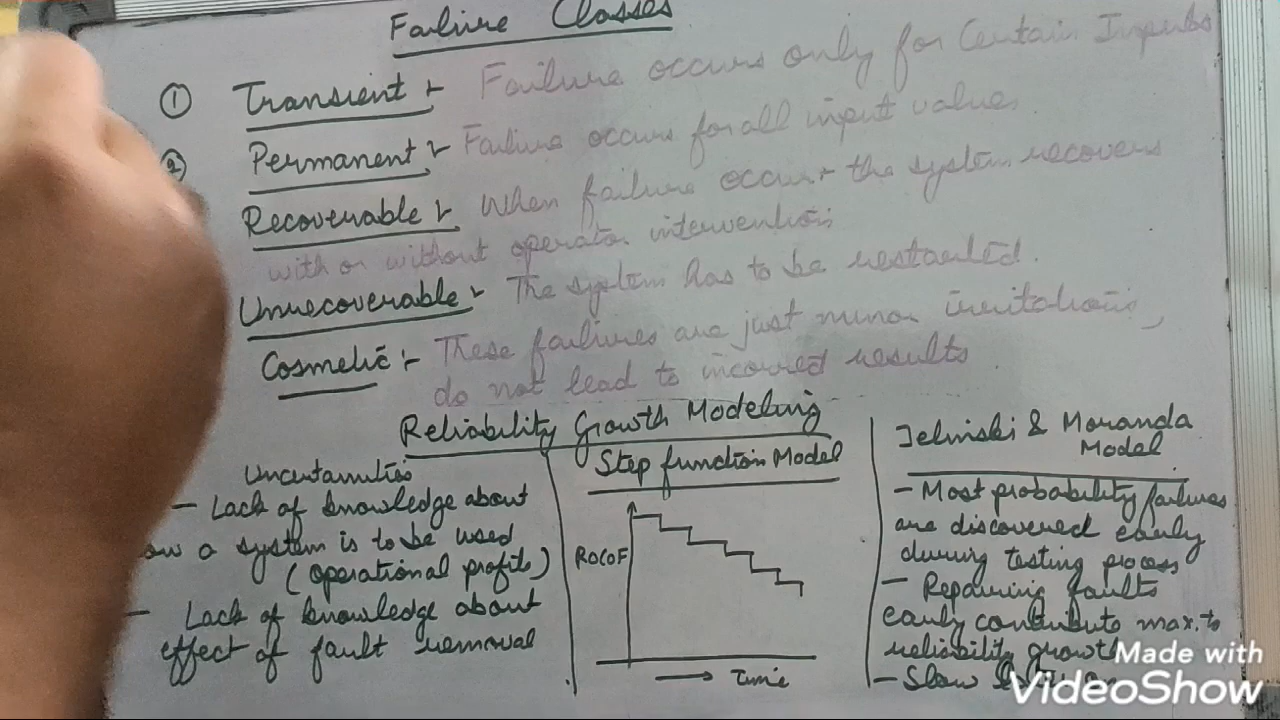 Failure Classes
① Transient :- Failure occurs only for Certain Inputs
② Permanent :- Failure occurs for all input values
Recoverable :- When failure occurs the system recovers
with or without operator intervention
Unrecoverable :- The system has to be restarted.
Cosmetic :- These failures are just minor irritations,
do not lead to incorrect results.
Reliability Growth Modeling
Uncertainities
- Lack of knowledge about
how a system is to be used
(operational profile)
- Lack of knowledge about
effect of fault removal
Step function Model
ROCOF
Time
Jelinski & Moranda
Model
- Most probability failures
are discovered early
during testing process
- Repairing faults
early contribute max. to
reliability growth
- Slow
Made with
VideoShow